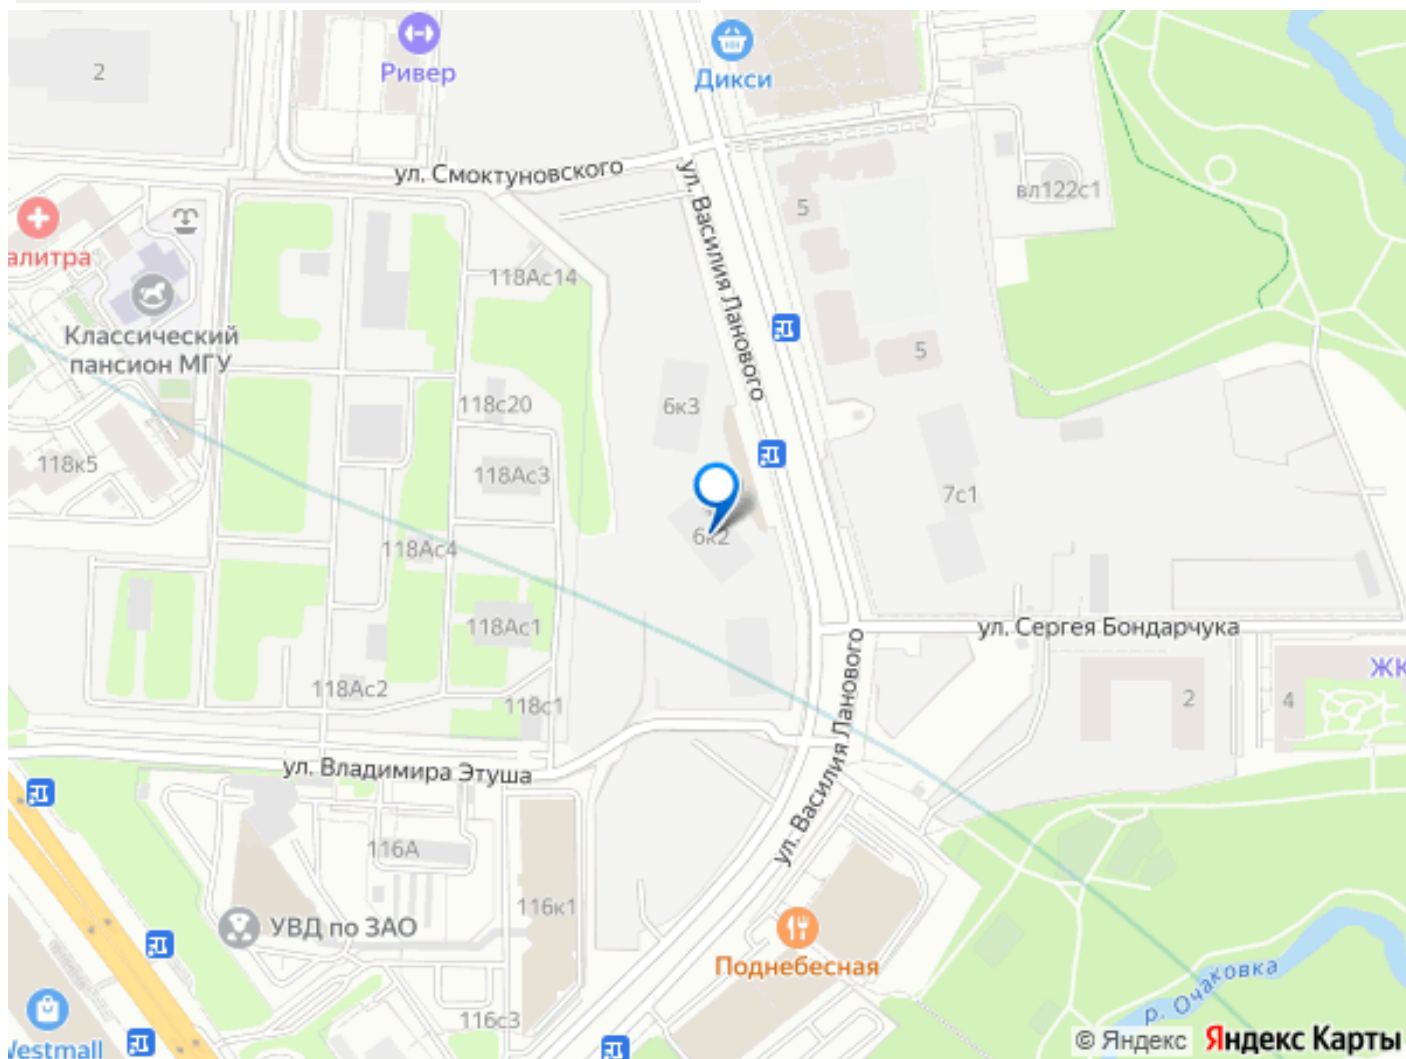 Ривер
Дикси
2
ул. Смоктуновского
вл122с1
5
алитра
ул. Василия Ланового
118Ас14
Классический
пансион МГУ
5
118с20
6к3
118к5
118Ас3
7с1
6к2
118Ас4
118Ас1
ул. Сергея Бондарчука
ЖК
118Ас2
118с1
2
4
ул. Владимира Этуша
ул. Василия Ланового
116А
116к1
УВД по ЗАО
Поднебесная
р. Очаковка
116с3
Westmall
© Яндекс Яндекс Карты